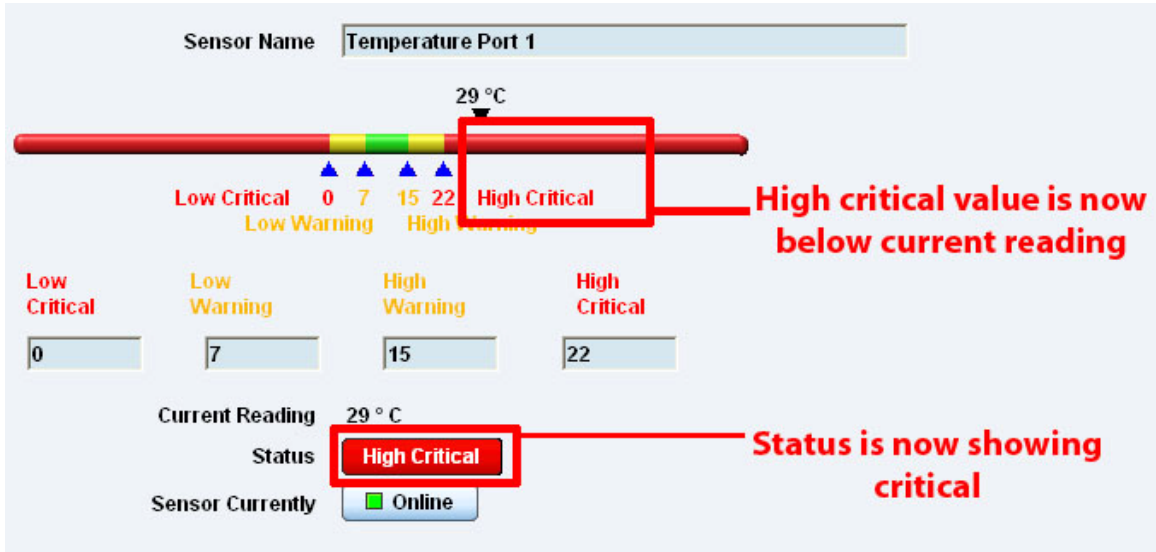 Sensor Name Temperature Port 1
29 °C
Low Critical 0 7 15 22 High Critical
Low Warning High Warning
High critical value is now
below current reading
Low Low High High
Critical Warning Warning Critical
0 7 15 22
Current Reading 29 ° C
Status High Critical
Status is now showing
critical
Sensor Currently Online